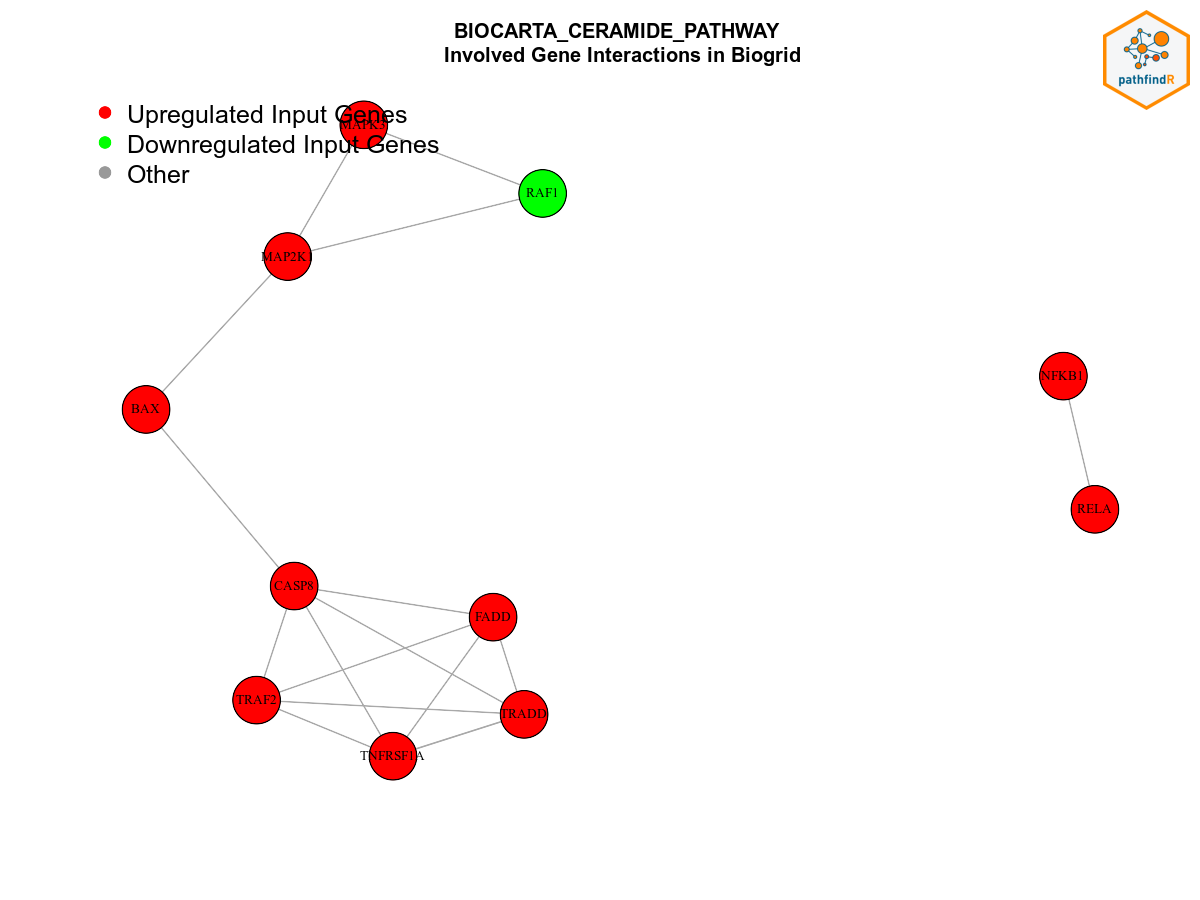 BIOCARTA_CERAMIDE_PATHWAY
Involved Gene Interactions in Biogrid
pathfindR
Upregulated Input Genes
Downregulated Input Genes
Other
MAPK3
RAF1
MAP2K1
NFKB1
BAX
RELA
CASP8
FADD
TRAF2
TRADD
TNFRSF1A